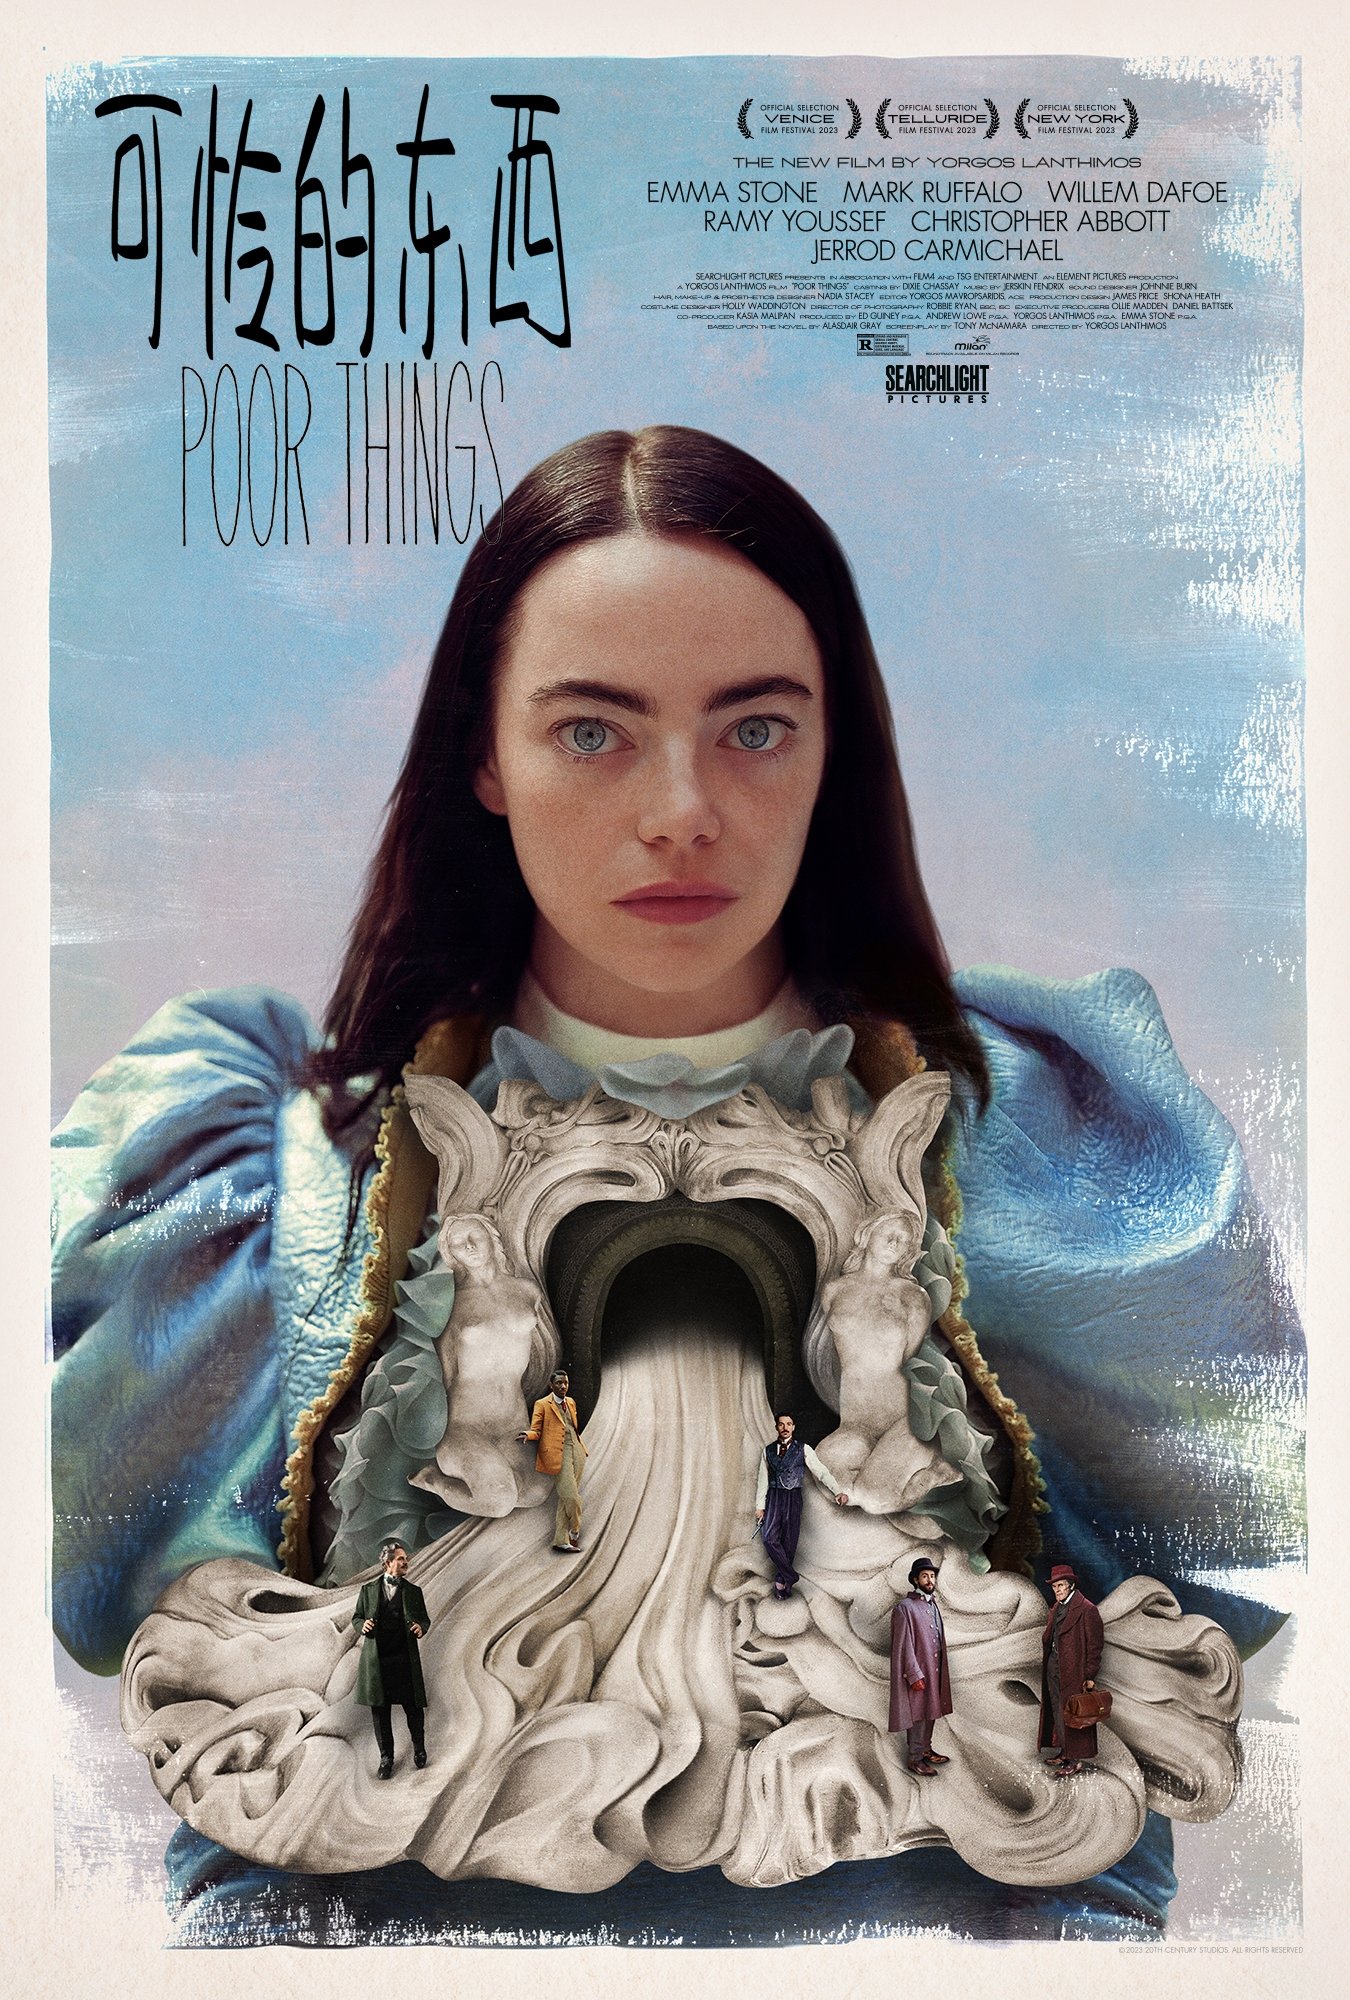 可怜的东西
POOR THINGS
OFFICIAL SELECTION
VENICE
FILM FESTIVAL 2023
OFFICIAL SELECTION
TELLURIDE
FILM FESTIVAL 2023
OFFICIAL SELECTION
NEW YORK
FILM FESTIVAL 2023
THE NEW FILM BY YORGOS LANTHIMOS
EMMA STONE MARK RUFFALO WILLEM DAFOE
RAMY YOUSSEF CHRISTOPHER ABBOTT
JERROD CARMICHAEL
SEARCHLIGHT PICTURES PRESENTS IN ASSOCIATION WITH FILM4 AND TSG ENTERTAINMENT AN ELEMENT PICTURES PRODUCTION
A YORGOS LANTHIMOS FILM "POOR THINGS" CASTING BY DIXIE CHASSAY MUSIC BY JERSKIN FENDRIX SOUND DESIGNER JOHNNIE BURN
HAIR, MAKE-UP & PROSTHETICS DESIGNER NADIA STACEY EDITOR YORGOS MAVROPSARIDIS, ACE PRODUCTION DESIGN JAMES PRICE SHONA HEATH
COSTUME DESIGNER HOLLY WADDINGTON DIRECTOR OF PHOTOGRAPHY ROBBIE RYAN, BSC, ISC EXECUTIVE PRODUCERS OLLIE MADDEN DANIEL BATTSEK
CO-PRODUCER KASIA MALIPAN PRODUCED BY ED GUINEY P.G.A. ANDREW LOWE P.G.A. YORGOS LANTHIMOS P.G.A. EMMA STONE P.G.A.
BASED UPON THE NOVEL BY ALASDAIR GRAY SCREENPLAY BY TONY McNAMARA DIRECTED BY YORGOS LANTHIMOS
R
milan
SOUNDTRACK AVAILABLE ON MILAN RECORDS
SEARCHLIGHT
PICTURES
©2023 20TH CENTURY STUDIOS. ALL RIGHTS RESERVED